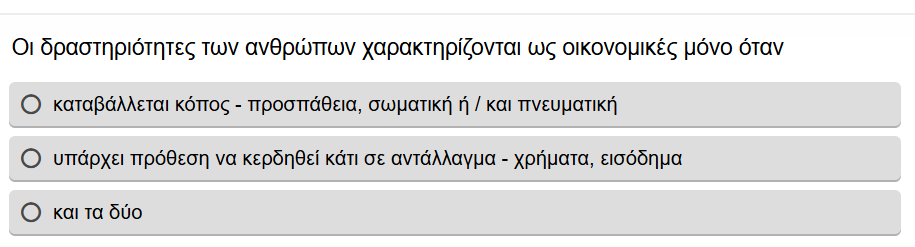 Οι δραστηριότητες των ανθρώπων χαρακτηρίζονται ως οικονομικές μόνο όταν
καταβάλλεται κόπος - προσπάθεια, σωματική ή / και πνευματική
υπάρχει πρόθεση να κερδηθεί κάτι σε αντάλλαγμα - χρήματα, εισόδημα
και τα δύο